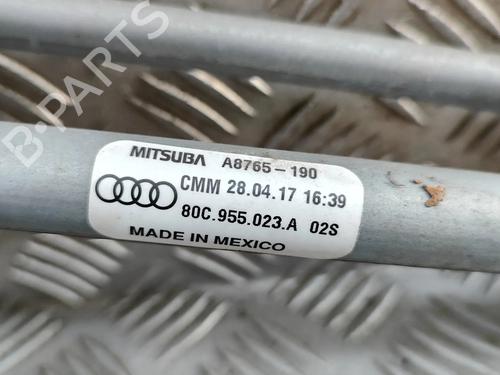 B-PARTS
MITSUBA A8765-190
CMM 28.04.17 16:39
80C.955.023.A 02S
MADE IN MEXICO